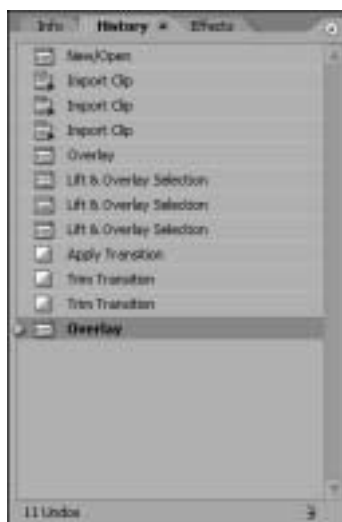 Info History × Effects
New/Open
Import Clip
Import Clip
Import Clip
Overlay
Lift & Overlay Selection
Lift & Overlay Selection
Lift & Overlay Selection
Apply Transition
Trim Transition
Trim Transition
Overlay
11 Undos